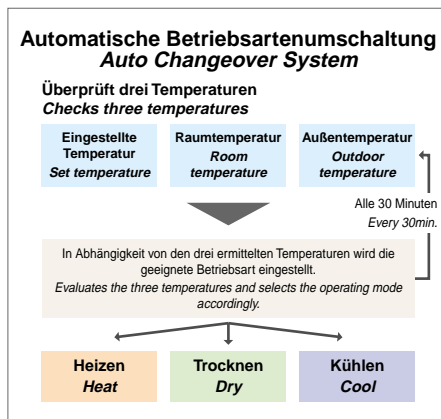 Automatische Betriebsartenumschaltung
Auto Changeover System
Überprüft drei Temperaturen
Checks three temperatures
Eingestellte
Temperatur
Set temperature
Raumtemperatur
Room
temperature
Außentemperatur
Outdoor
temperature
Alle 30 Minuten
Every 30min.
In Abhängigkeit von den drei ermittelten Temperaturen wird die
geeignete Betriebsart eingestellt.
Evaluates the three temperatures and selects the operating mode
accordingly.
Heizen
Heat
Trocknen
Dry
Kühlen
Cool